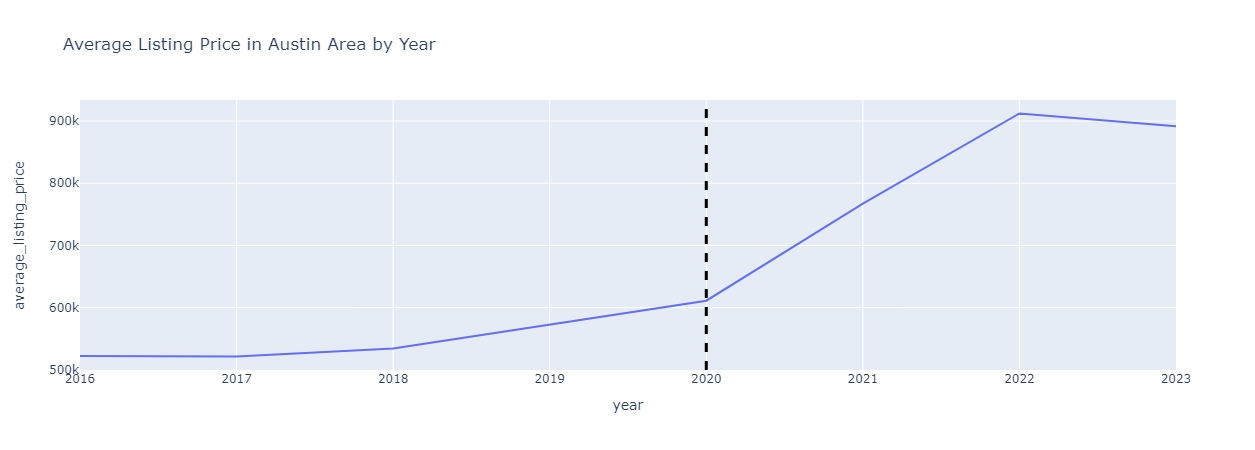 Average Listing Price in Austin Area by Year
900k
800k
700k
600k
500k
average_listing_price
2016 2017 2018 2019 2020 2021 2022 2023
year